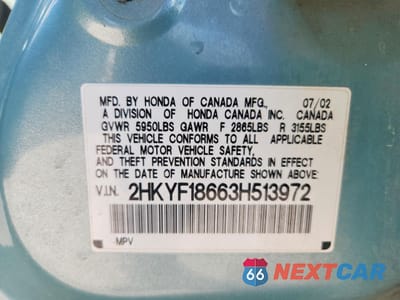 MFD. BY HONDA OF CANADA MFG., 07/02
A DIVISION OF HONDA CANADA INC. CANADA
GVWR 5950LBS GAWR F 2865LBS R 3155LBS
THIS VEHICLE CONFORMS TO ALL APPLICABLE
FEDERAL MOTOR VEHICLE SAFETY,
AND THEFT PREVENTION STANDARDS IN EFFECT ON
THE DATE OF MANUFACTURE SHOWN ABOVE:
V.I.N. 2HKYF18663H513972
MPV
66 NEXTCAR